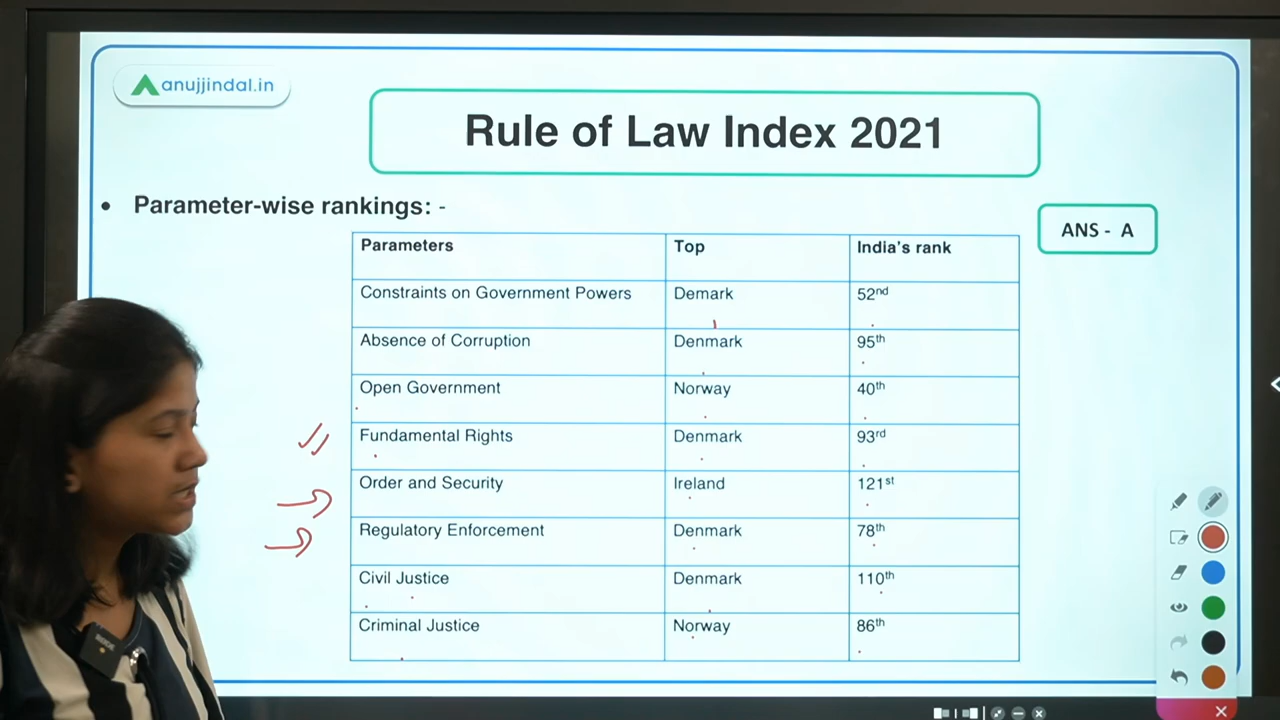 anujjindal.in
Rule of Law Index 2021
• Parameter-wise rankings: -
ANS - A
Parameters Top India's rank
Constraints on Government Powers Demark 52nd
Absence of Corruption Denmark 95th
Open Government Norway 40th
Fundamental Rights Denmark 93rd
Order and Security Ireland 121st
Regulatory Enforcement Denmark 78th
Civil Justice Denmark 110th
Criminal Justice Norway 86th